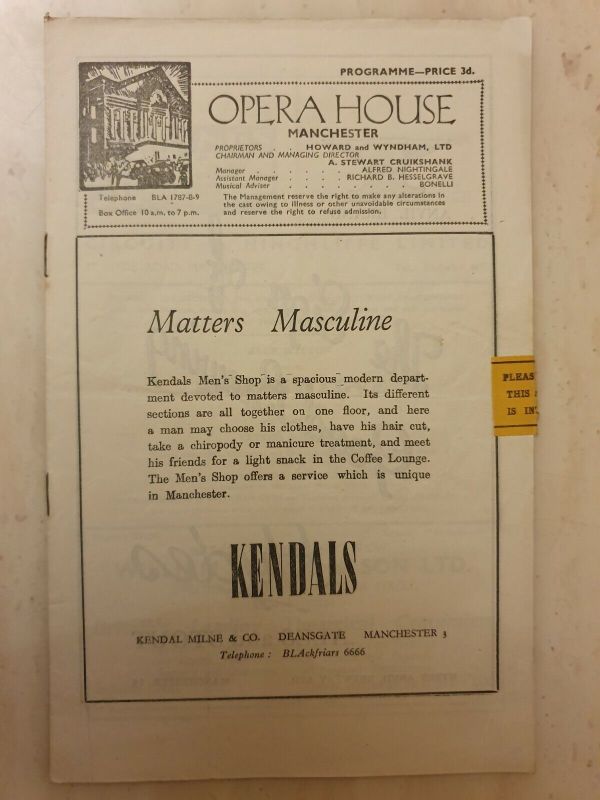 PROGRAMME—PRICE 3d.
OPERA HOUSE
MANCHESTER
PROPRIETORS . . HOWARD and WYNDHAM, LTD
CHAIRMAN AND MANAGING DIRECTOR
A. STEWART CRUIKSHANK
Manager . . . . . . ALFRED NIGHTINGALE
Assistant Manager . . . . RICHARD B. HESSELGRAVE
Musical Adviser . . . . . . . . BONELLI
Telephone BLA 1787-8-9
Box Office 10 a.m. to 7 p.m.
The Management reserve the right to make any alterations in
the cast owing to illness or other unavoidable circumstances
and reserve the right to refuse admission.
Matters Masculine
Kendals Men's Shop is a spacious modern depart-
ment devoted to matters masculine. Its different
sections are all together on one floor, and here
a man may choose his clothes, have his hair cut,
take a chiropody or manicure treatment, and meet
his friends for a light snack in the Coffee Lounge.
The Men's Shop offers a service which is unique
in Manchester.
KENDALS
KENDAL MILNE & CO. DEANSGATE MANCHESTER 3
Telephone: BLAckfriars 6666
PLEAS
THIS
IS IN